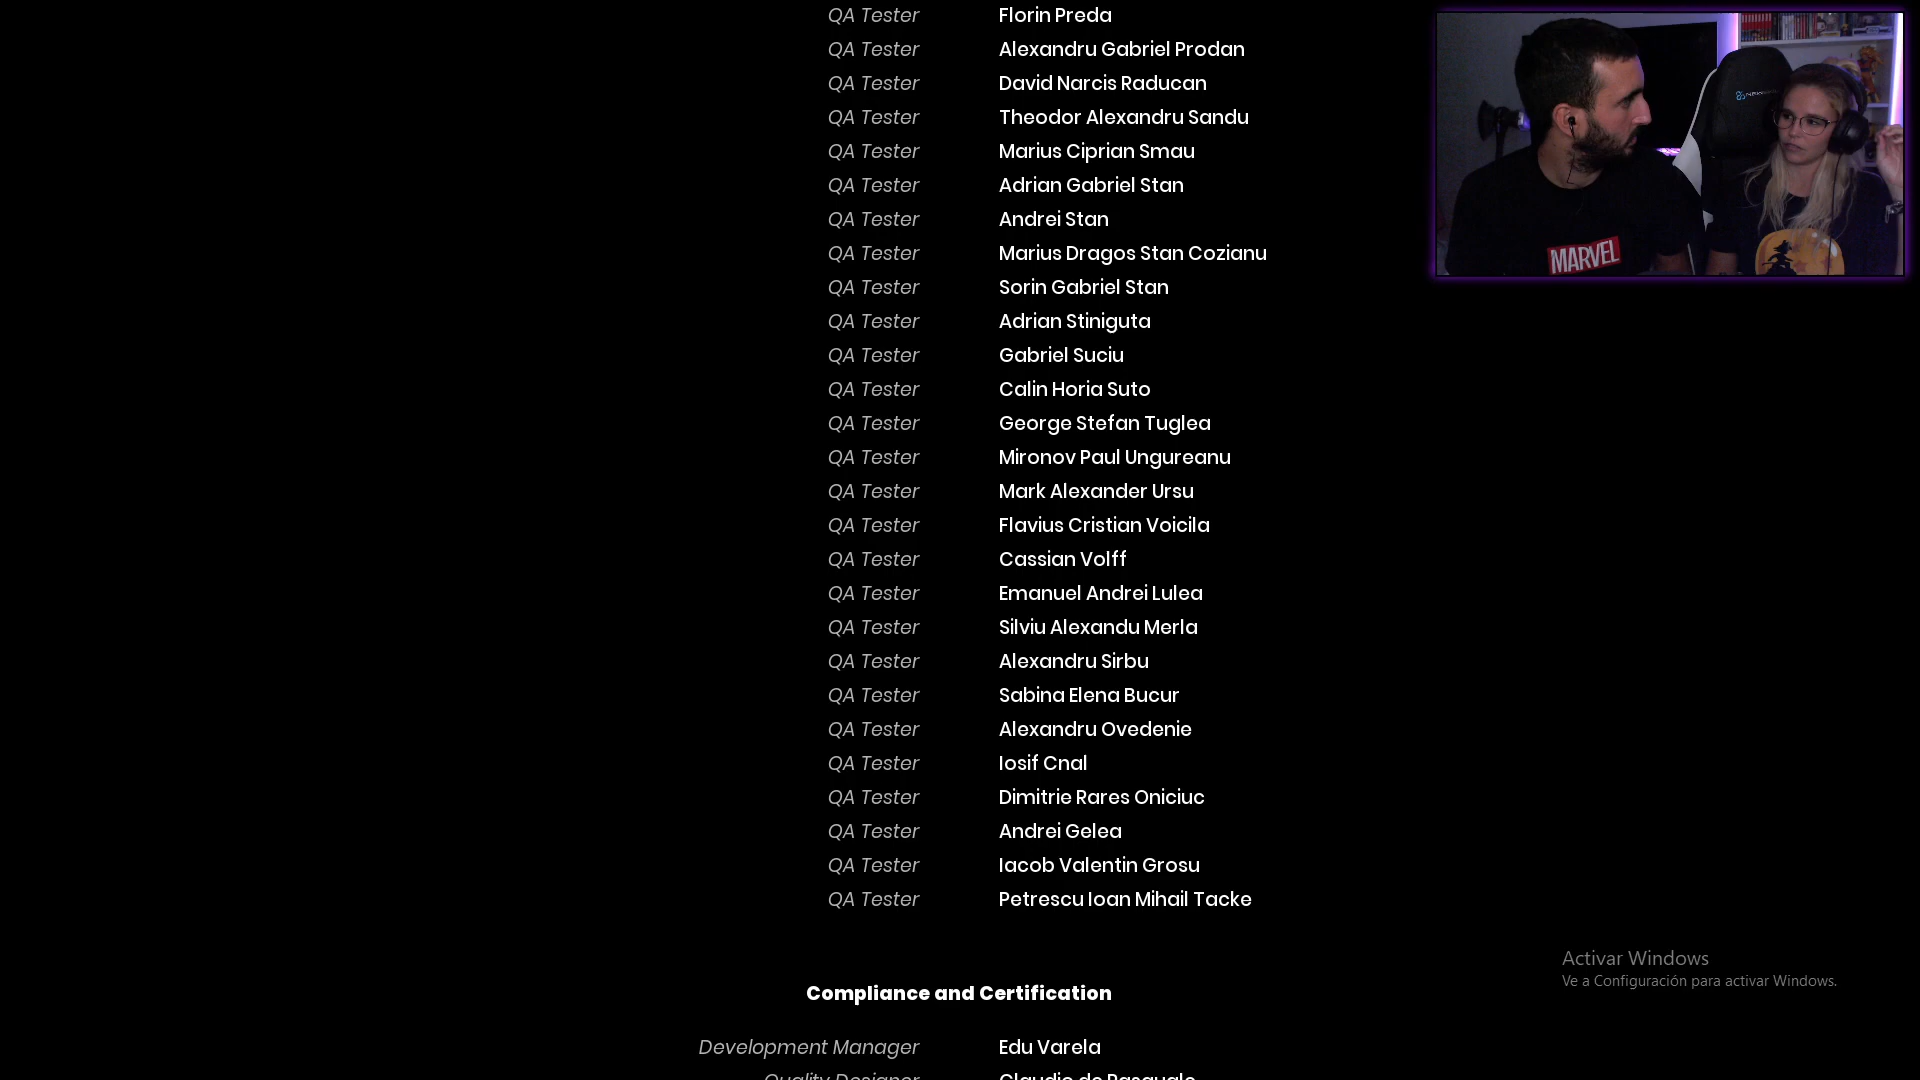 QA Tester Florin Preda
QA Tester Alexandru Gabriel Prodan
QA Tester David Narcis Raducan
QA Tester Theodor Alexandru Sandu
QA Tester Marius Ciprian Smau
QA Tester Adrian Gabriel Stan
QA Tester Andrei Stan
QA Tester Marius Dragos Stan Cozianu
QA Tester Sorin Gabriel Stan
QA Tester Adrian Stiniguta
QA Tester Gabriel Suciu
QA Tester Calin Horia Suto
QA Tester George Stefan Tuglea
QA Tester Mironov Paul Ungureanu
QA Tester Mark Alexander Ursu
QA Tester Flavius Cristian Voicila
QA Tester Cassian Volff
QA Tester Emanuel Andrei Lulea
QA Tester Silviu Alexandu Merla
QA Tester Alexandru Sirbu
QA Tester Sabina Elena Bucur
QA Tester Alexandru Ovedenie
QA Tester Iosif Cnal
QA Tester Dimitrie Rares Oniciuc
QA Tester Andrei Gelea
QA Tester Iacob Valentin Grosu
QA Tester Petrescu Ioan Mihail Tacke
Compliance and Certification
Development Manager Edu Varela
Quality Designer Claudio de Pasquale
MARVEL
Activar Windows
Ve a Configuración para activar Windows.